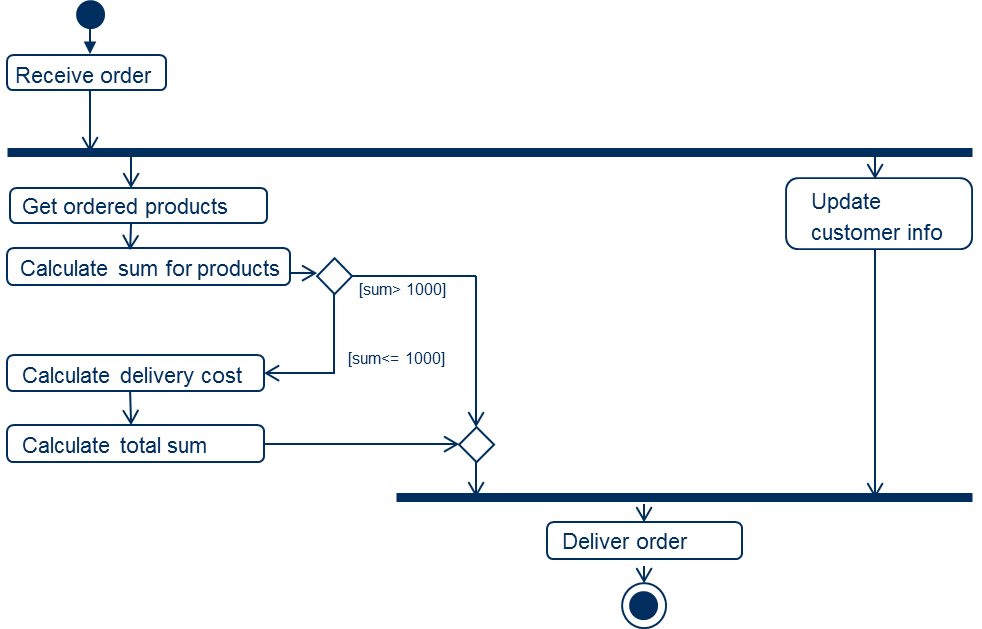 Receive order
Get ordered products
Update
customer info
Calculate sum for products
[sum> 1000]
[sum<= 1000]
Calculate delivery cost
Calculate total sum
Deliver order